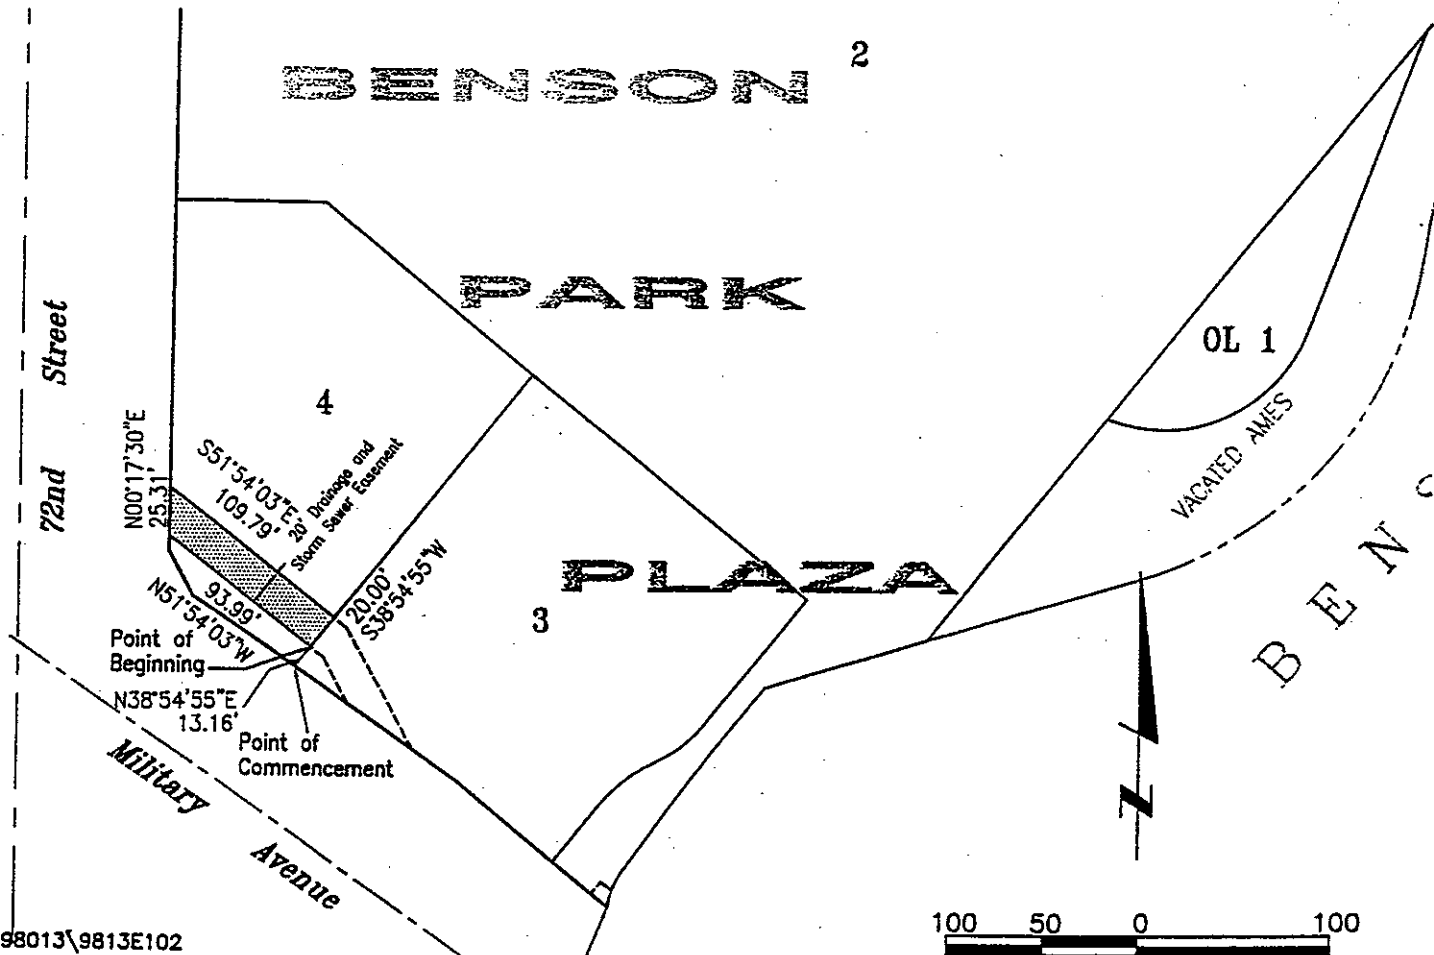 BENSON
2
PARK
PLAZA
OL 1
VACATED AMES
BENS
72nd Street
4
3
N00°17'30"E
25.31'
S51°54'03"E
109.79'
20' Drainage and
Storm Sewer Easement
20.00'
S38°54'55"W
93.99'
N51°54'03"W
Point of
Beginning
N38°54'55"E
13.16'
Point of
Commencement
Military Avenue
N
98013\9813E102
100 50 0 100